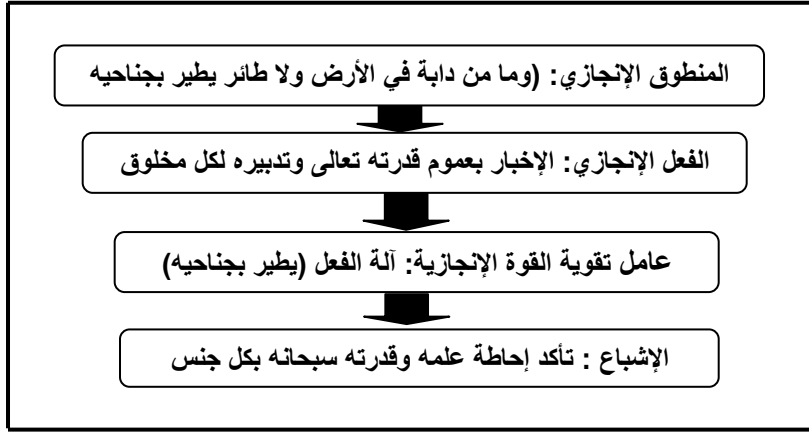 المنطوق الإنجازي: (وما من دابة في الأرض ولا طائر يطير بجناحيه
الفعل الإنجازي: الإخبار بعموم قدرته تعالى وتدبيره لكل مخلوق
عامل تقوية القوة الإنجازية: آلة الفعل (يطير بجناحيه)
الإشباع : تأكد إحاطة علمه وقدرته سبحانه بكل جنس